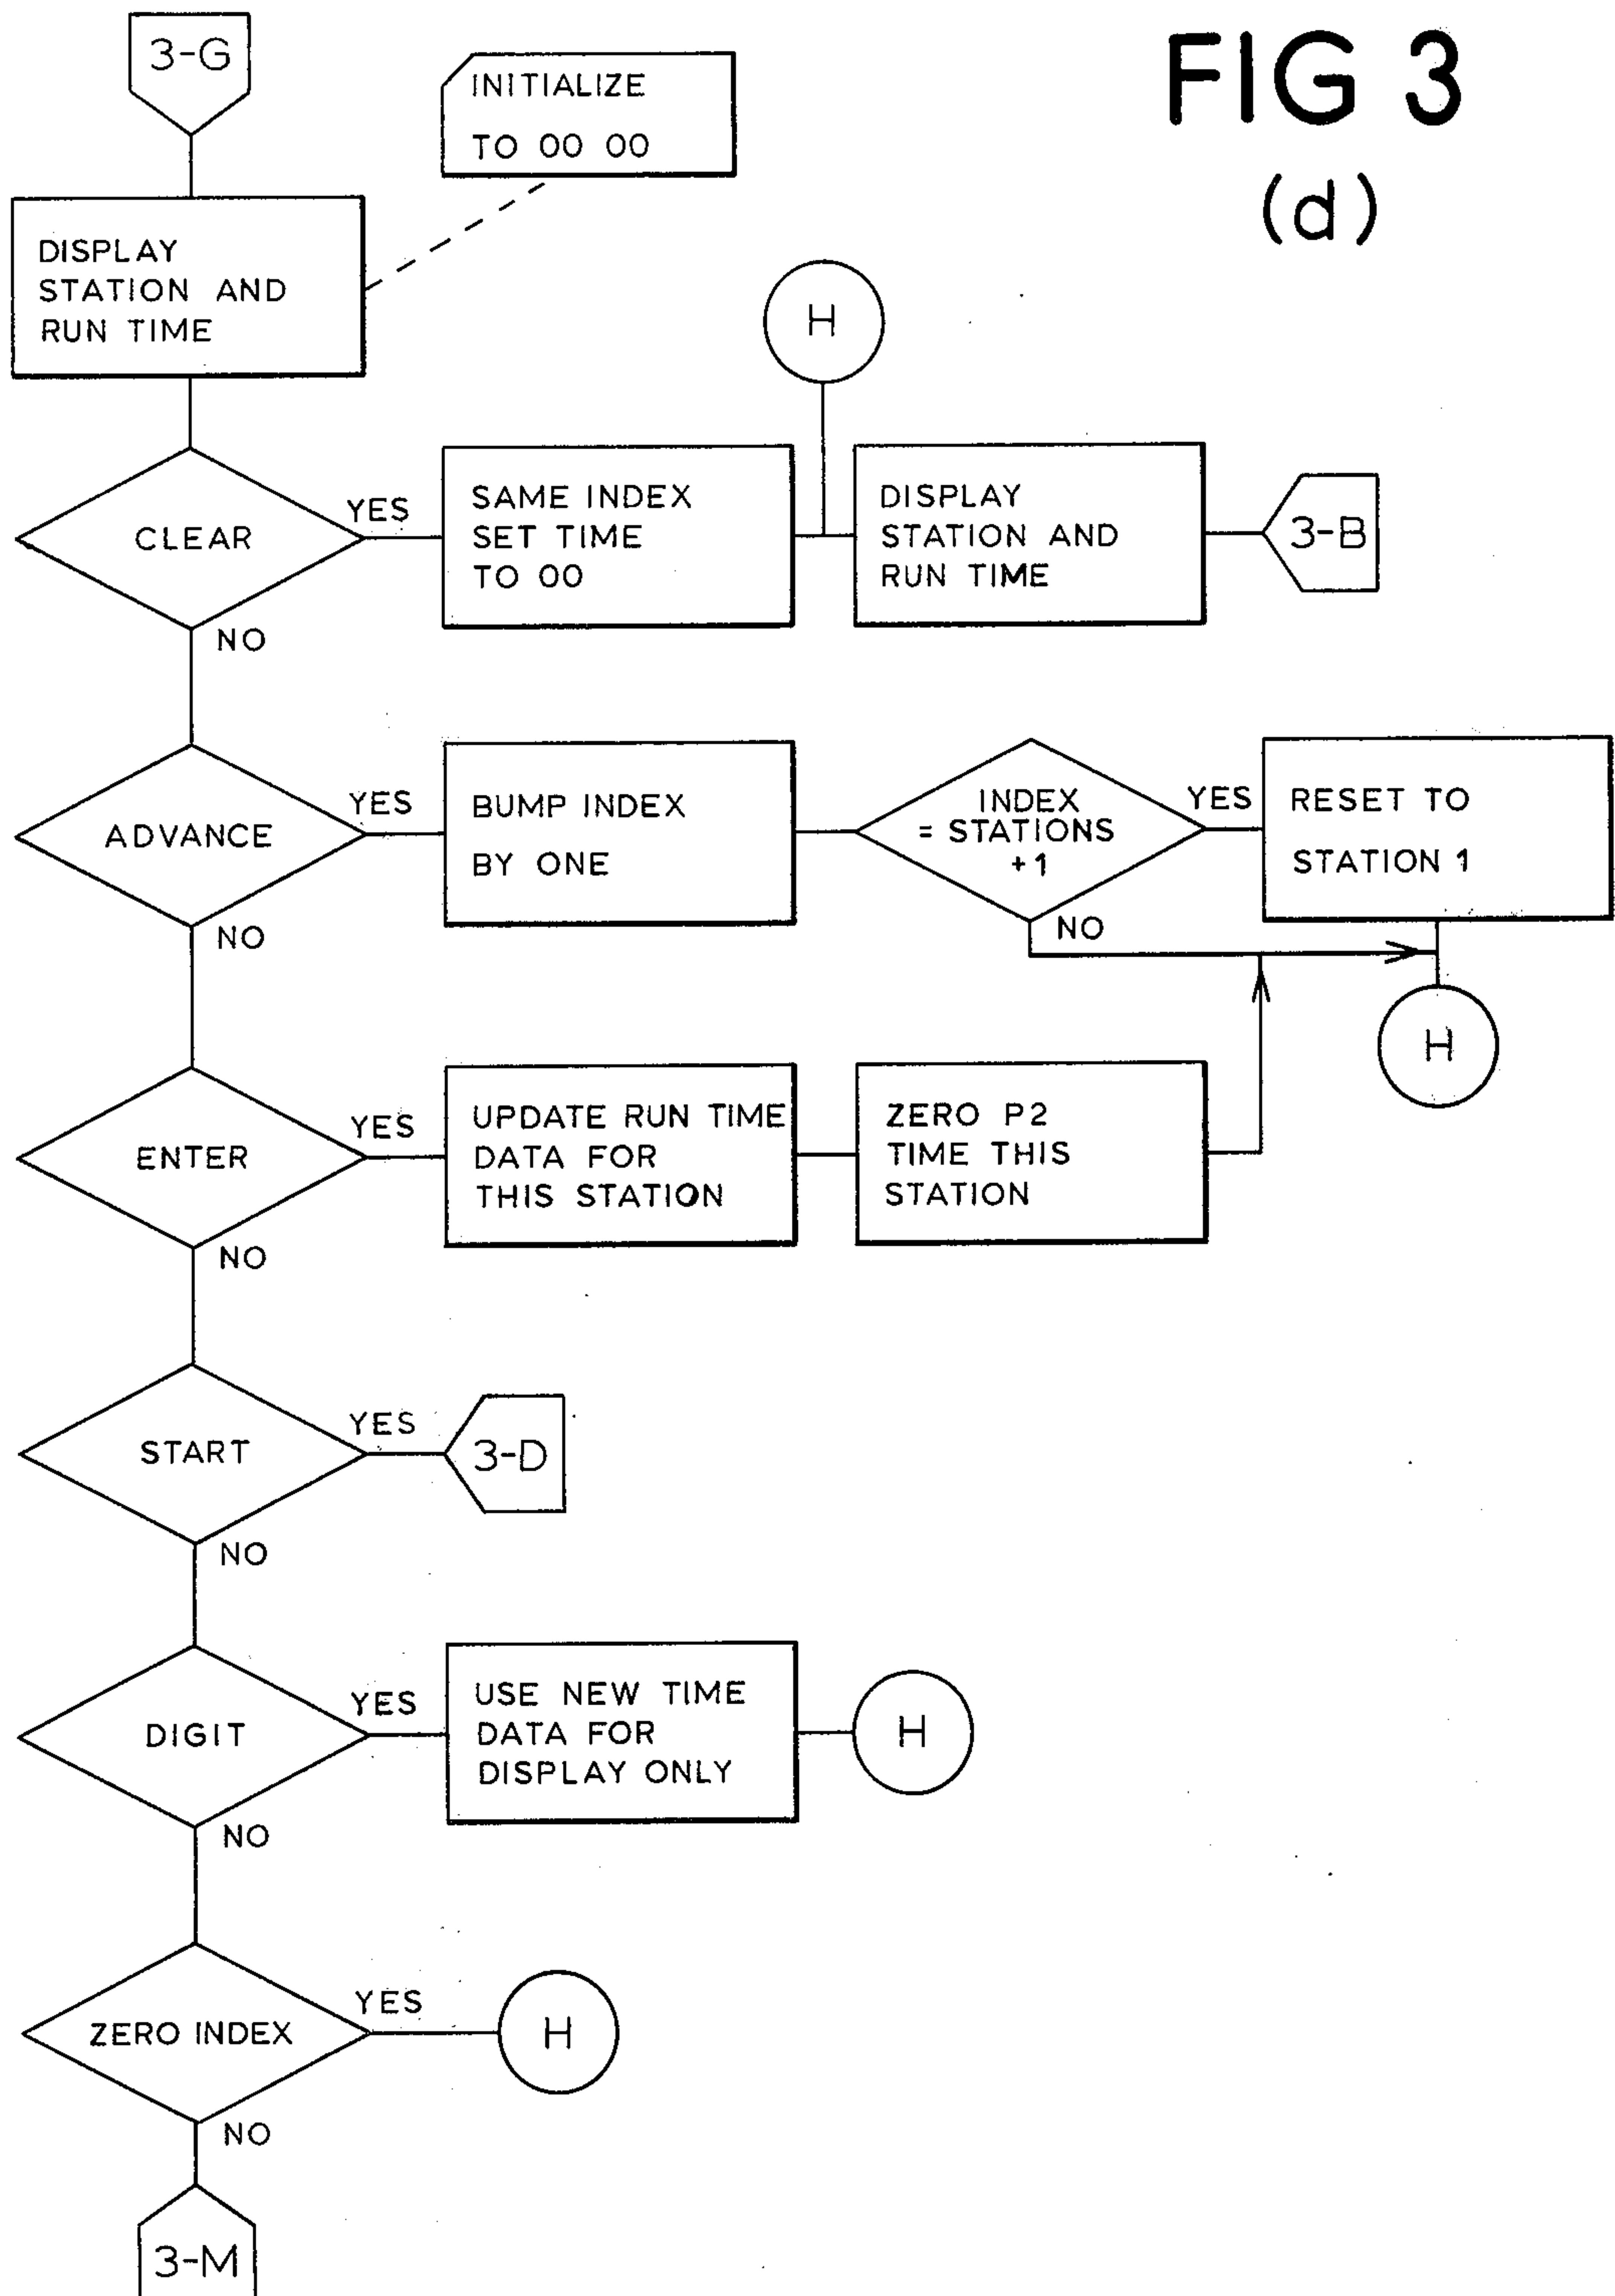 3-G
INITIALIZE
TO 00 00
FIG 3
(d)
DISPLAY
STATION AND
RUN TIME
H
CLEAR
YES
NO
SAME INDEX
SET TIME
TO 00
DISPLAY
STATION AND
RUN TIME
3-B
ADVANCE
YES
NO
BUMP INDEX
BY ONE
INDEX
= STATIONS
+1
YES
NO
RESET TO
STATION 1
H
ENTER
YES
NO
UPDATE RUN TIME
DATA FOR
THIS STATION
ZERO P2
TIME THIS
STATION
START
YES
NO
3-D
DIGIT
YES
NO
USE NEW TIME
DATA FOR
DISPLAY ONLY
H
ZERO INDEX
YES
NO
H
3-M